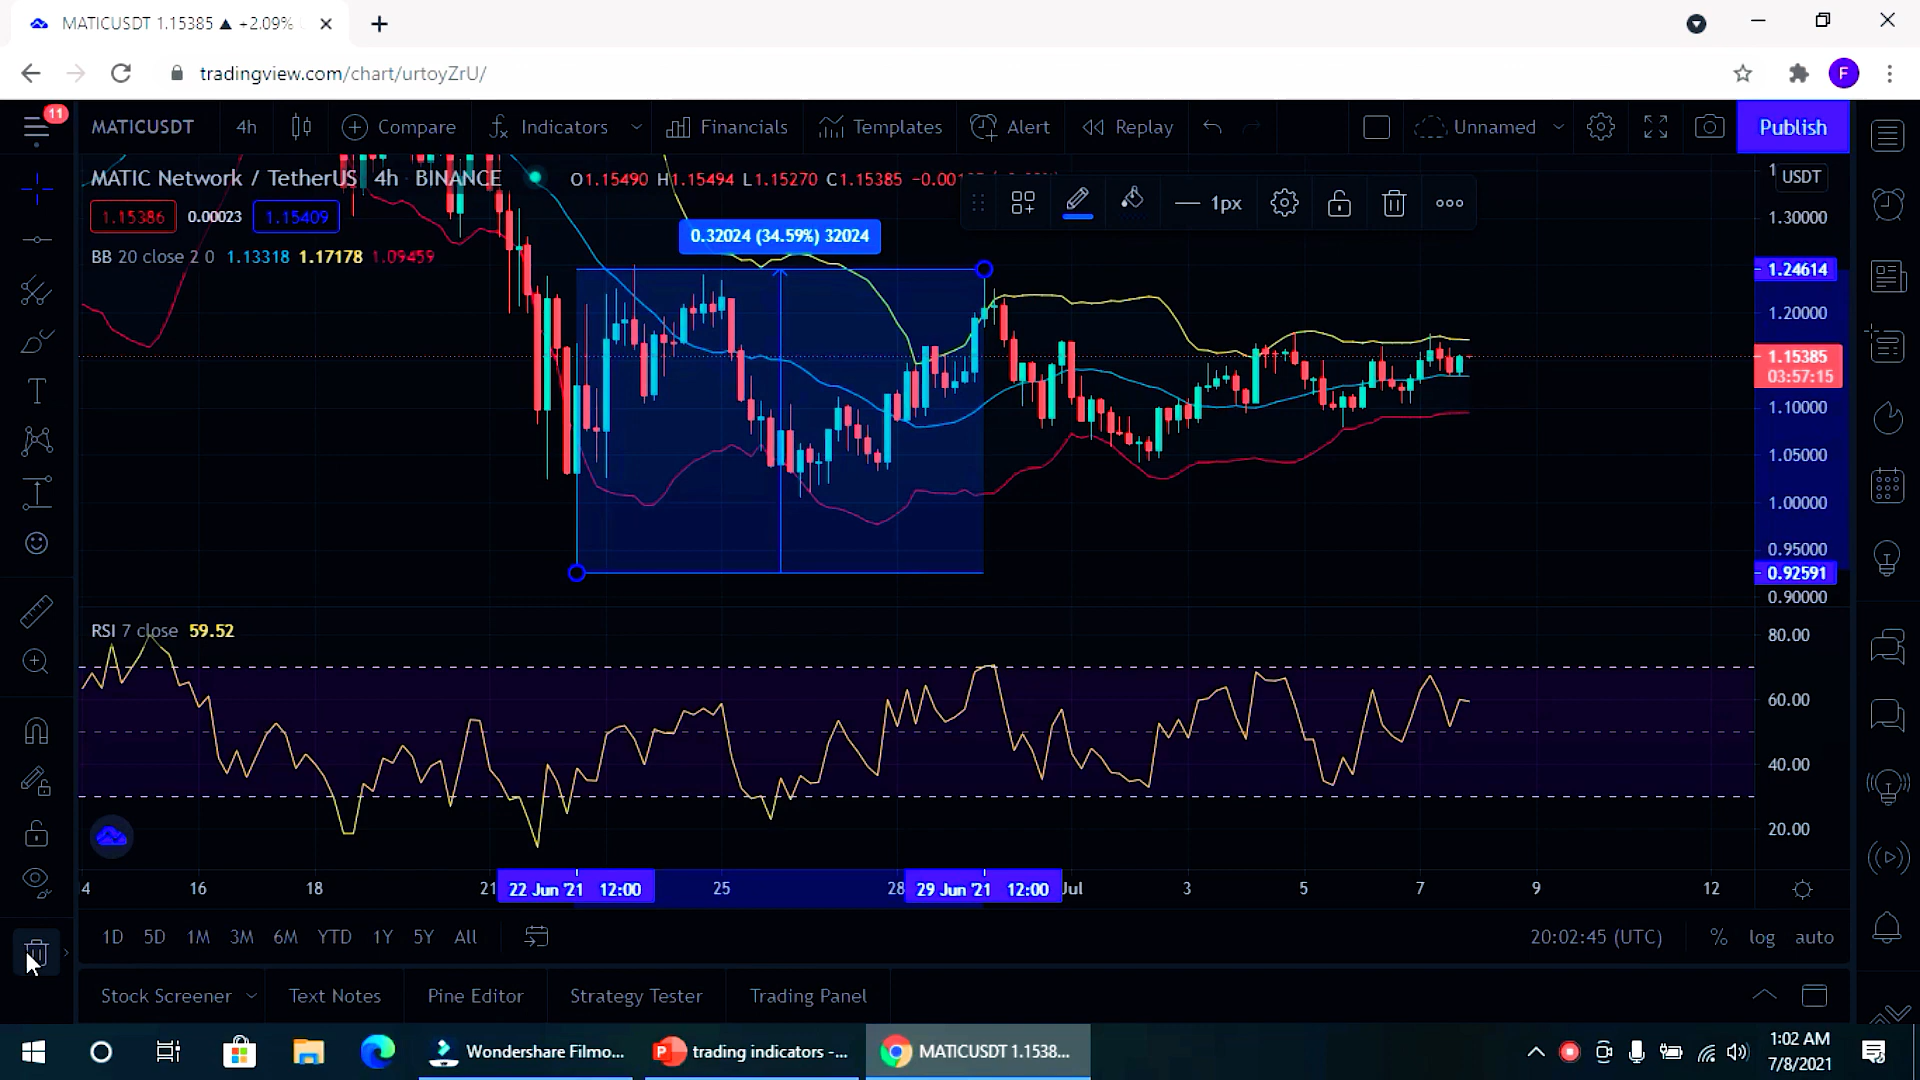 MATICUSDT 1.15385 ▲ +2.09%
tradingview.com/chart/urtoyZrU/
F
11
MATICUSDT 4h Compare Indicators Financials Templates Alert Replay Unnamed Publish
MATIC Network / TetherUS 4h BINANCE O1.15490 H1.15494 L1.15270 C1.15385
1.15386 0.00023 1.15409
BB 20 close 2 0 1.13318 1.17178 1.09459
1px
0.32024 (34.59%) 32024
USDT
1.30000
1.24614
1.20000
1.15385
03:57:15
1.10000
1.05000
1.00000
0.95000
0.92591
0.90000
RSI 7 close 59.52
80.00
60.00
40.00
20.00
4 16 18 21 22 Jun '21 12:00 25 28 29 Jun '21 12:00 Jul 3 5 7 9 12
1D 5D 1M 3M 6M YTD 1Y 5Y All 20:02:45 (UTC) % log auto
Stock Screener Text Notes Pine Editor Strategy Tester Trading Panel
Wondershare Filmo... trading indicators -... MATICUSDT 1.1538...
1:02 AM
7/8/2021